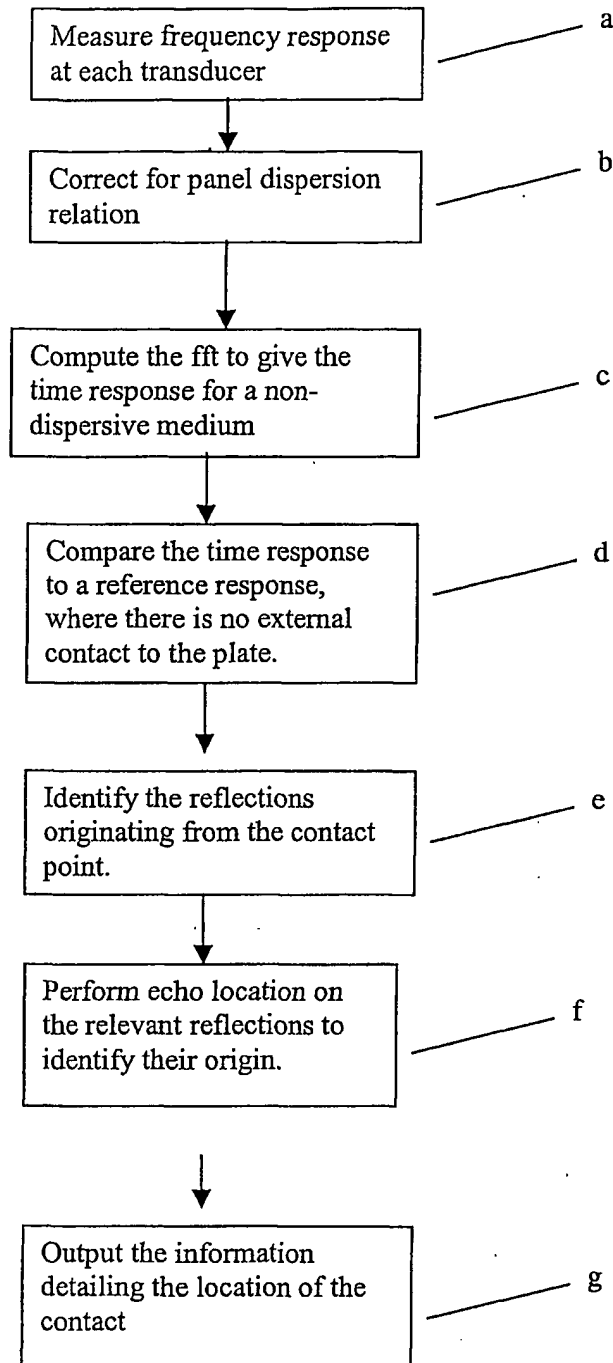 Measure frequency response
at each transducer
a
Correct for panel dispersion
relation
b
Compute the fft to give the
time response for a non-
dispersive medium
c
Compare the time response
to a reference response,
where there is no external
contact to the plate.
d
Identify the reflections
originating from the contact
point.
e
Perform echo location on
the relevant reflections to
identify their origin.
f
Output the information
detailing the location of the
contact
g